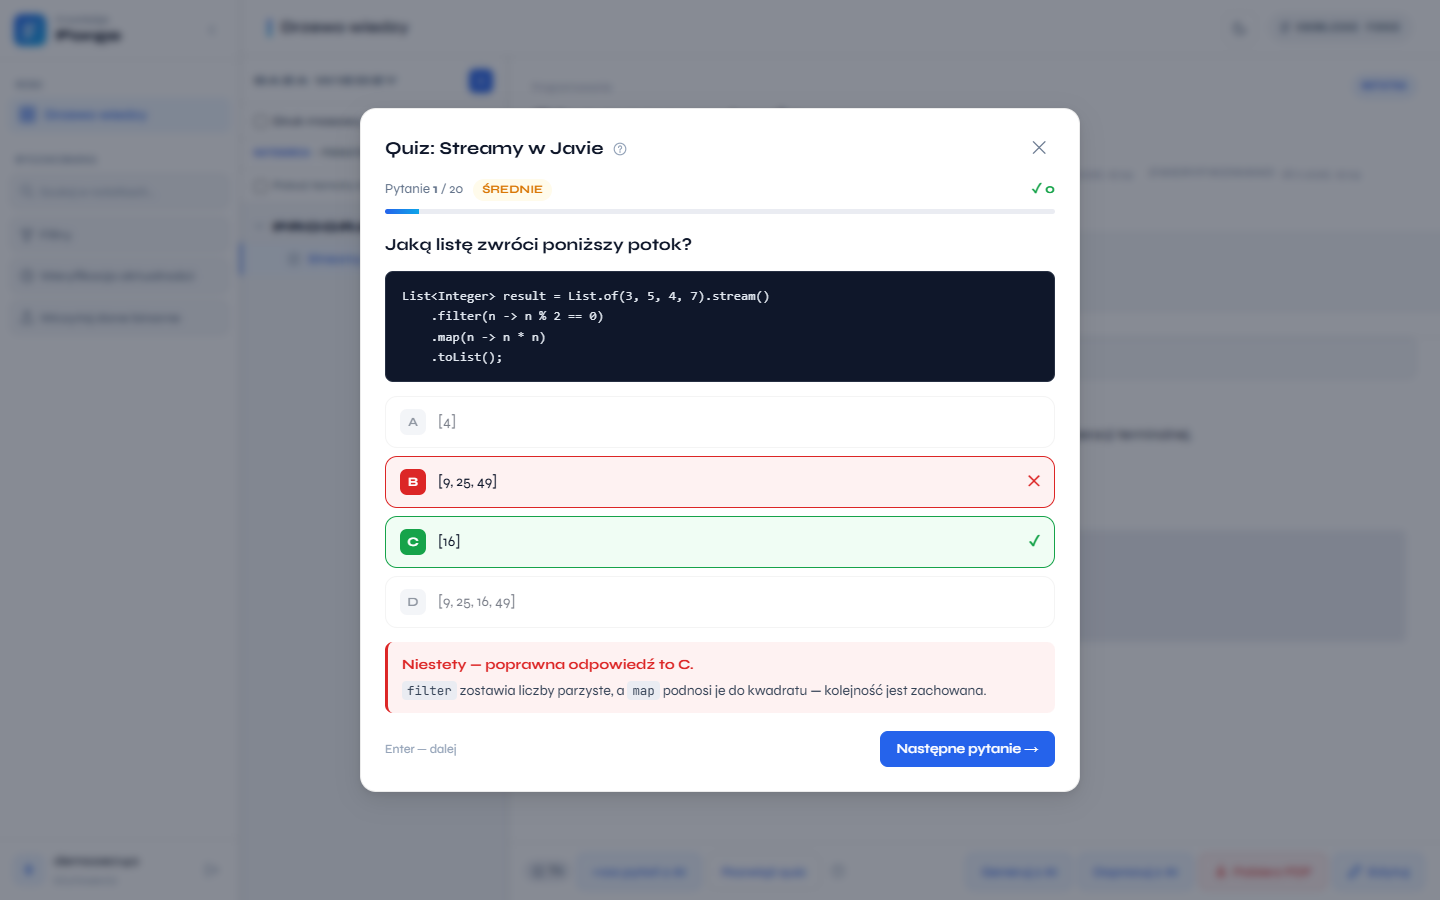 Quiz: Streamy w Javie
Pytanie 1 / 20 ŚREDNIE ✓ 0
Jaką listę zwróci poniższy potok?
List<Integer> result = List.of(3, 5, 4, 7).stream()
    .filter(n -> n % 2 == 0)
    .map(n -> n * n)
    .toList();
A [4]
B [9, 25, 49]
C [16]
D [9, 25, 16, 49]
Niestety — poprawna odpowiedź to C.
filter zostawia liczby parzyste, a map podnosi je do kwadratu — kolejność jest zachowana.
Enter — dalej
Następne pytanie →
Drzewo wiedzy